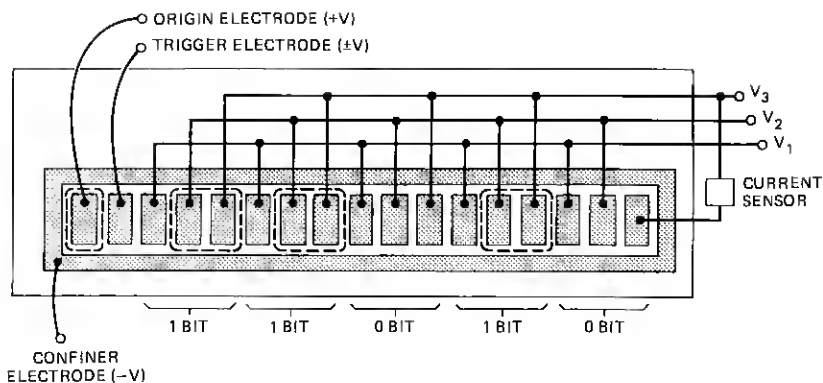 ORIGIN ELECTRODE (+V)
TRIGGER ELECTRODE (±V)
V3
V2
V1
CURRENT
SENSOR
1 BIT
1 BIT
0 BIT
1 BIT
0 BIT
CONFINER
ELECTRODE (−V)